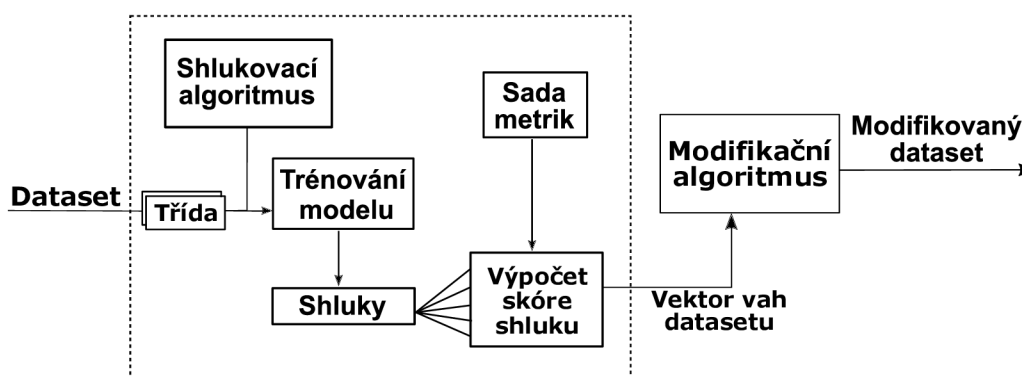 Shlukovací
algoritmus
Sada
metrik
Modifikační
algoritmus
Modifikovaný
dataset
Dataset
Třída
Trénování
modelu
Shluky
Výpočet
skóre
shluku
Vektor vah
datasetu